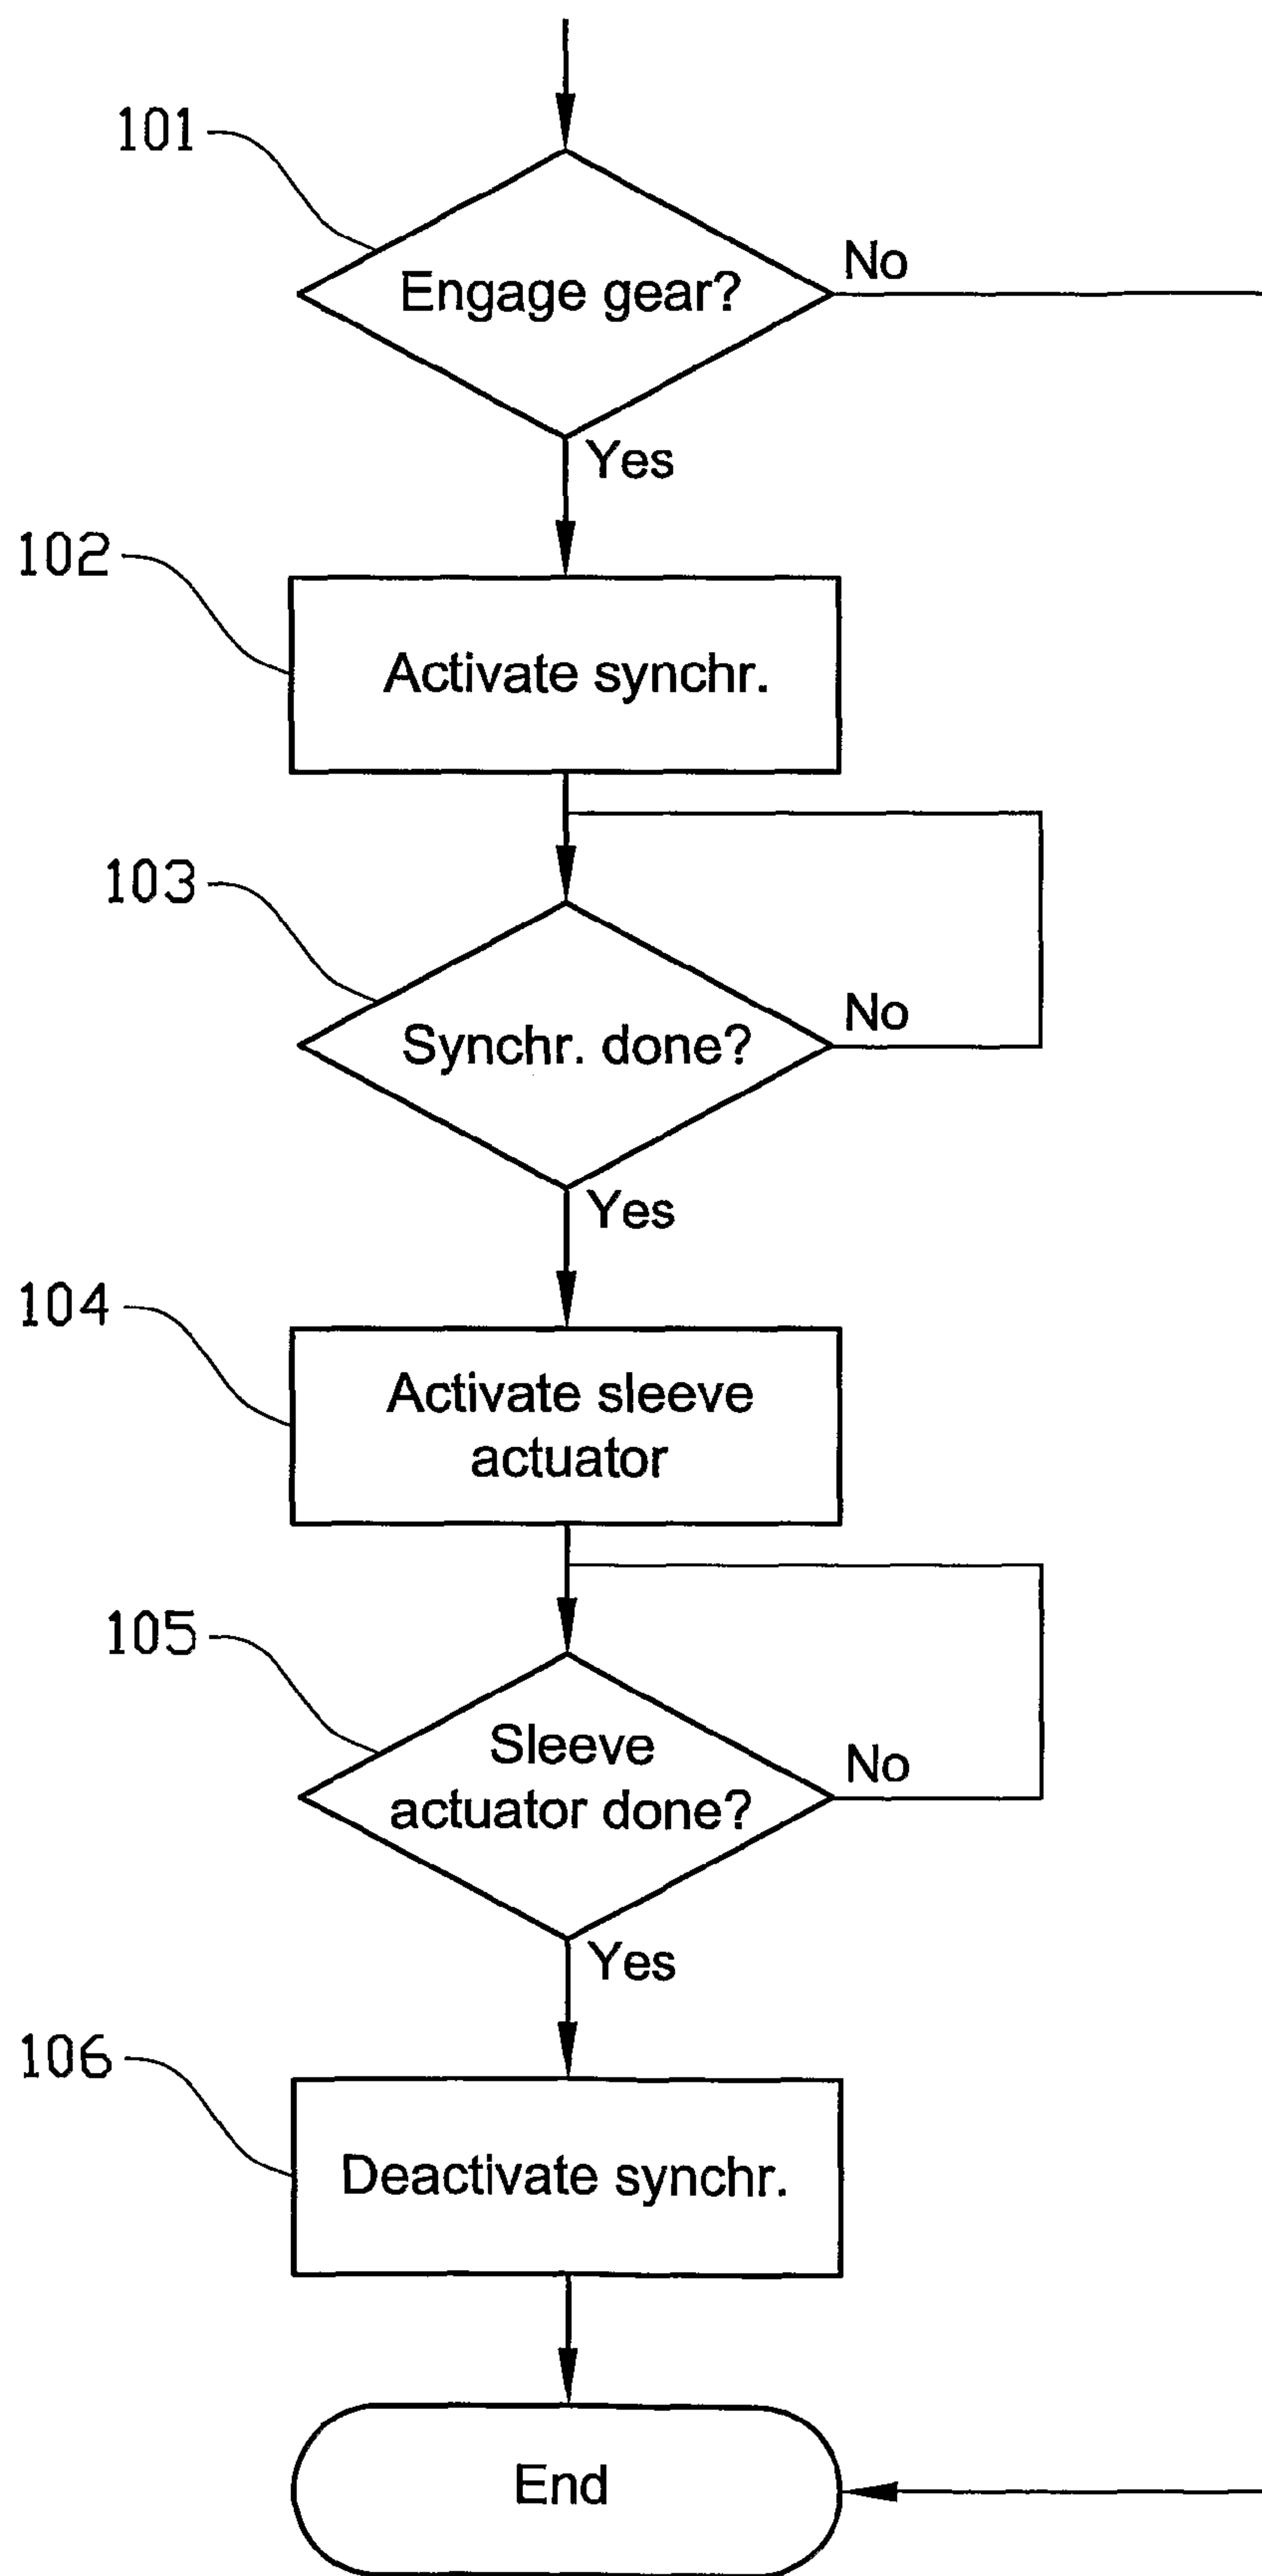 101
Engage gear?
No
Yes
102
Activate synchr.
103
Synchr. done?
No
Yes
104
Activate sleeve
actuator
105
Sleeve
actuator done?
No
Yes
106
Deactivate synchr.
End